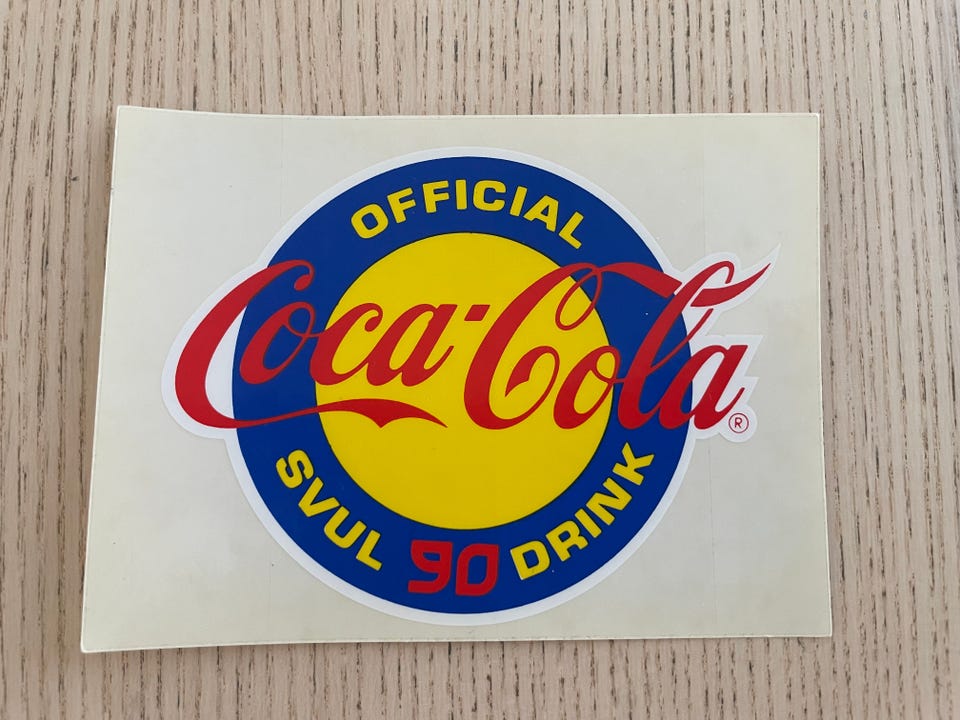 OFFICIAL
Coca-Cola ®
SVUL 90 DRINK